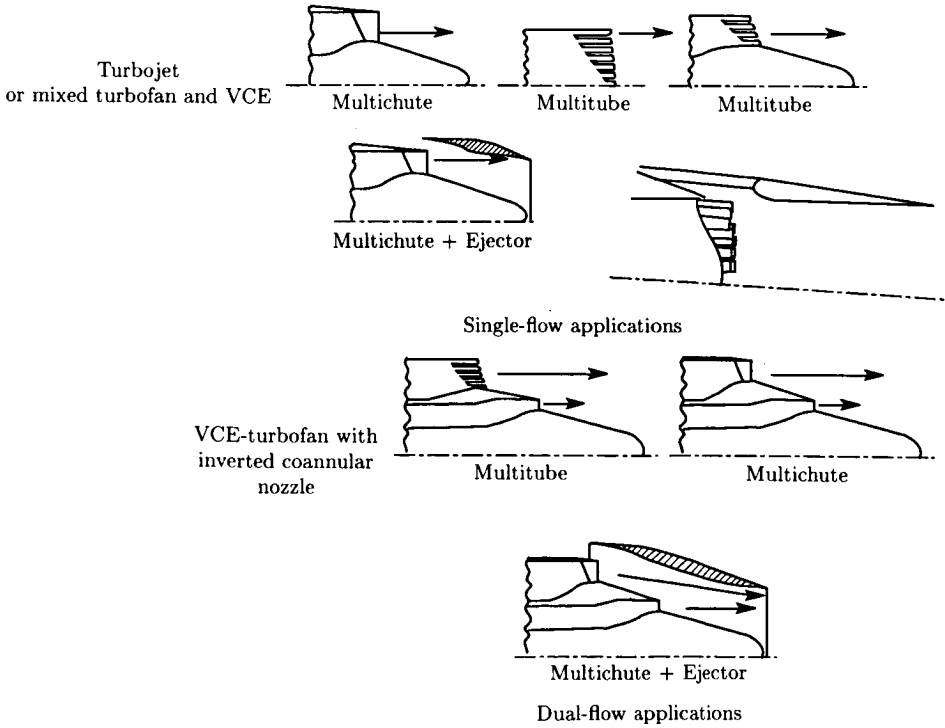 Turbojet
or mixed turbofan and VCE
Multichute
Multitube
Multitube
Multichute + Ejector
Single-flow applications
VCE-turbofan with
inverted coannular
nozzle
Multitube
Multichute
Multichute + Ejector
Dual-flow applications